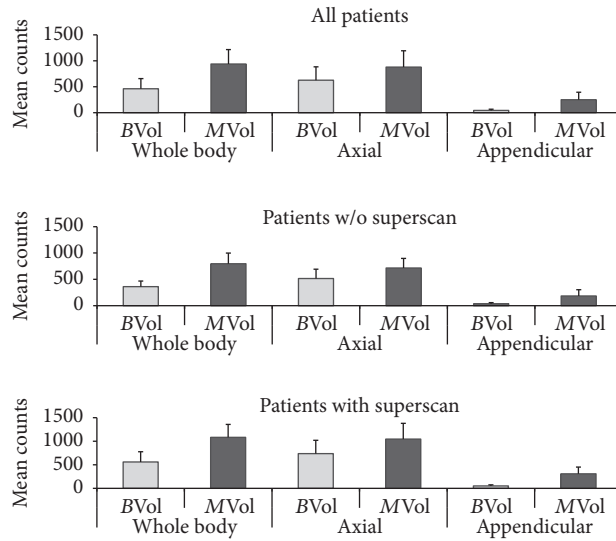 All patients
Mean counts
1500
1000
500
0
BVol MVol BVol MVol BVol MVol
Whole body Axial Appendicular
Patients w/o superscan
Mean counts
1500
1000
500
0
BVol MVol BVol MVol BVol MVol
Whole body Axial Appendicular
Patients with superscan
Mean counts
1500
1000
500
0
BVol MVol BVol MVol BVol MVol
Whole body Axial Appendicular